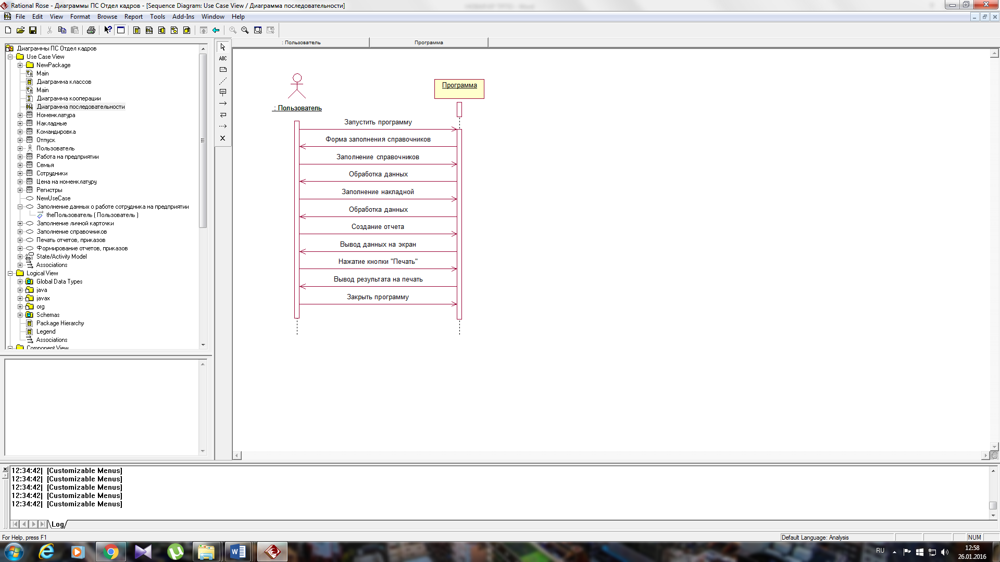 Rational Rose - Диаграммы ПС Отдел кадров - [Sequence Diagram: Use Case View / Диаграмма последовательности]
File Edit View Format Browse Report Tools Add-Ins Window Help
Диаграммы ПС Отдел кадров
Use Case View
NewPackage
Main
Диаграмма классов
Main
Диаграмма кооперации
Диаграмма последовательности
Номенклатура
Накладные
Командировка
Отпуск
Пользователь
Работа на предприятии
Семья
Сотрудники
Цена на номенклатуру
Регистры
NewUseCase
Заполнение данных о работе сотрудника на предприятии
theПользователь ( Пользователь )
Заполнение личной карточки
Заполнение справочников
Печать отчетов, приказов
Формирование отчетов, приказов
State/Activity Model
Associations
Logical View
Global Data Types
java
javax
org
Schemas
Package Hierarchy
Legend
Associations
Component View
ABC
: Пользователь Программа
Программа
: Пользователь
Запустить программу
Форма заполнения справочников
Заполнение справочников
Обработка данных
Заполнение накладной
Обработка данных
Создание отчета
Вывод данных на экран
Нажатие кнопки "Печать"
Вывод результата на печать
Закрыть программу
12:34:42| [Customizable Menus]
12:34:42| [Customizable Menus]
12:34:42| [Customizable Menus]
12:34:42| [Customizable Menus]
12:34:42| [Customizable Menus]
Log
For Help, press F1
Default Language: Analysis NUM
RU
12:58
26.01.2016